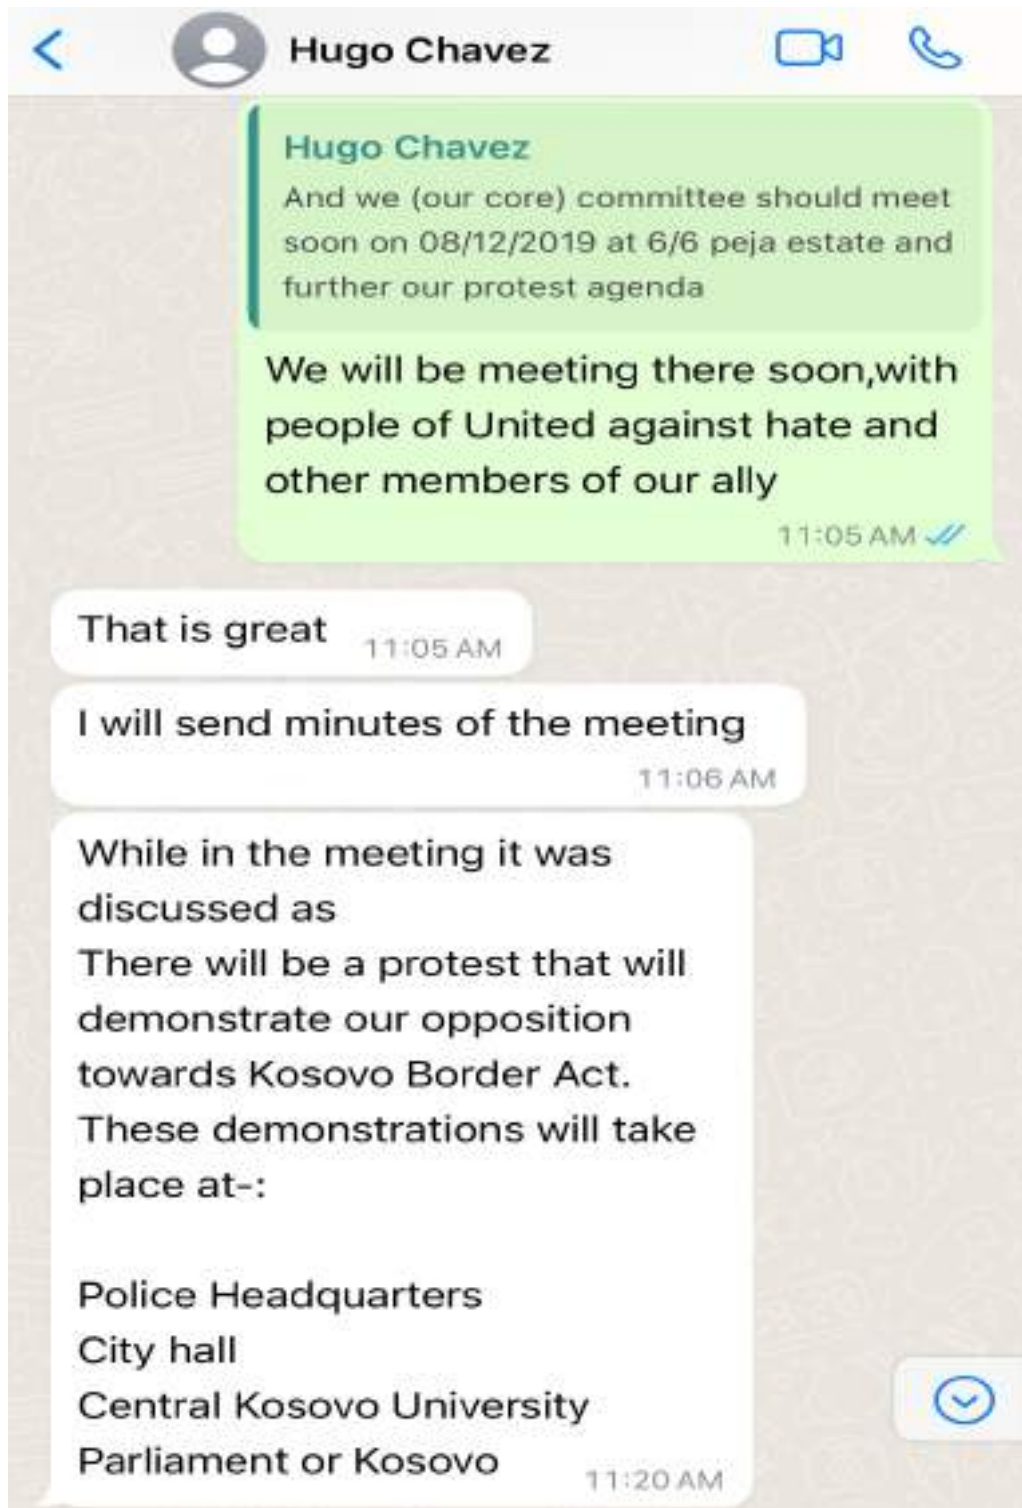 Hugo Chavez
Hugo Chavez
And we (our core) committee should meet
soon on 08/12/2019 at 6/6 peja estate and
further our protest agenda
We will be meeting there soon,with
people of United against hate and
other members of our ally
11:05 AM
That is great 11:05 AM
I will send minutes of the meeting
11:06 AM
While in the meeting it was
discussed as
There will be a protest that will
demonstrate our opposition
towards Kosovo Border Act.
These demonstrations will take
place at-:
Police Headquarters
City hall
Central Kosovo University
Parliament or Kosovo 11:20 AM